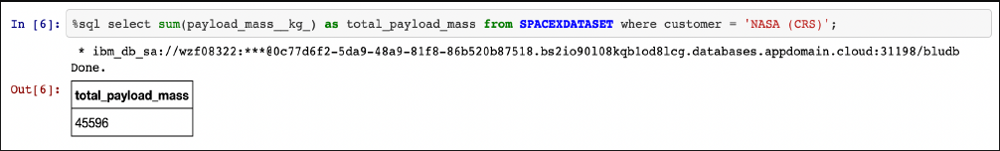 In [6]: %sql select sum(payload_mass__kg_) as total_payload_mass from SPACEXDATASET where customer = 'NASA (CRS)';
* ibm_db_sa://wzf08322:***@0c77d6f2-5da9-48a9-81f8-86b520b87518.bs2io90l08kqb1od8lcg.databases.appdomain.cloud:31198/bludb
Done.
Out[6]:
total_payload_mass
45596